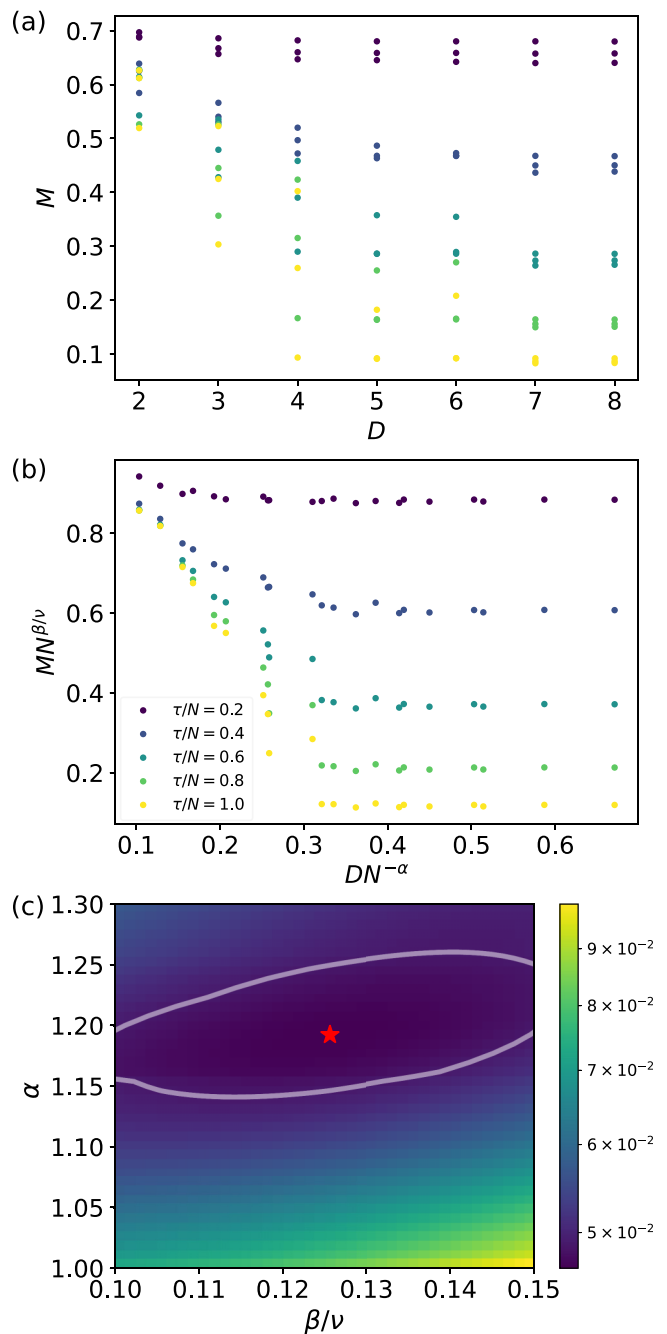 (a)
0.7
0.6
0.5
0.4
0.3
0.2
0.1
M
2 3 4 5 6 7 8
D
(b)
0.8
0.6
0.4
0.2
MN^{β/ν}
τ/N = 0.2
τ/N = 0.4
τ/N = 0.6
τ/N = 0.8
τ/N = 1.0
0.1 0.2 0.3 0.4 0.5 0.6
DN^{−α}
(c)
1.30
1.25
1.20
1.15
1.10
1.05
1.00
α
0.10 0.11 0.12 0.13 0.14 0.15
β/ν
9 × 10⁻²
8 × 10⁻²
7 × 10⁻²
6 × 10⁻²
5 × 10⁻²